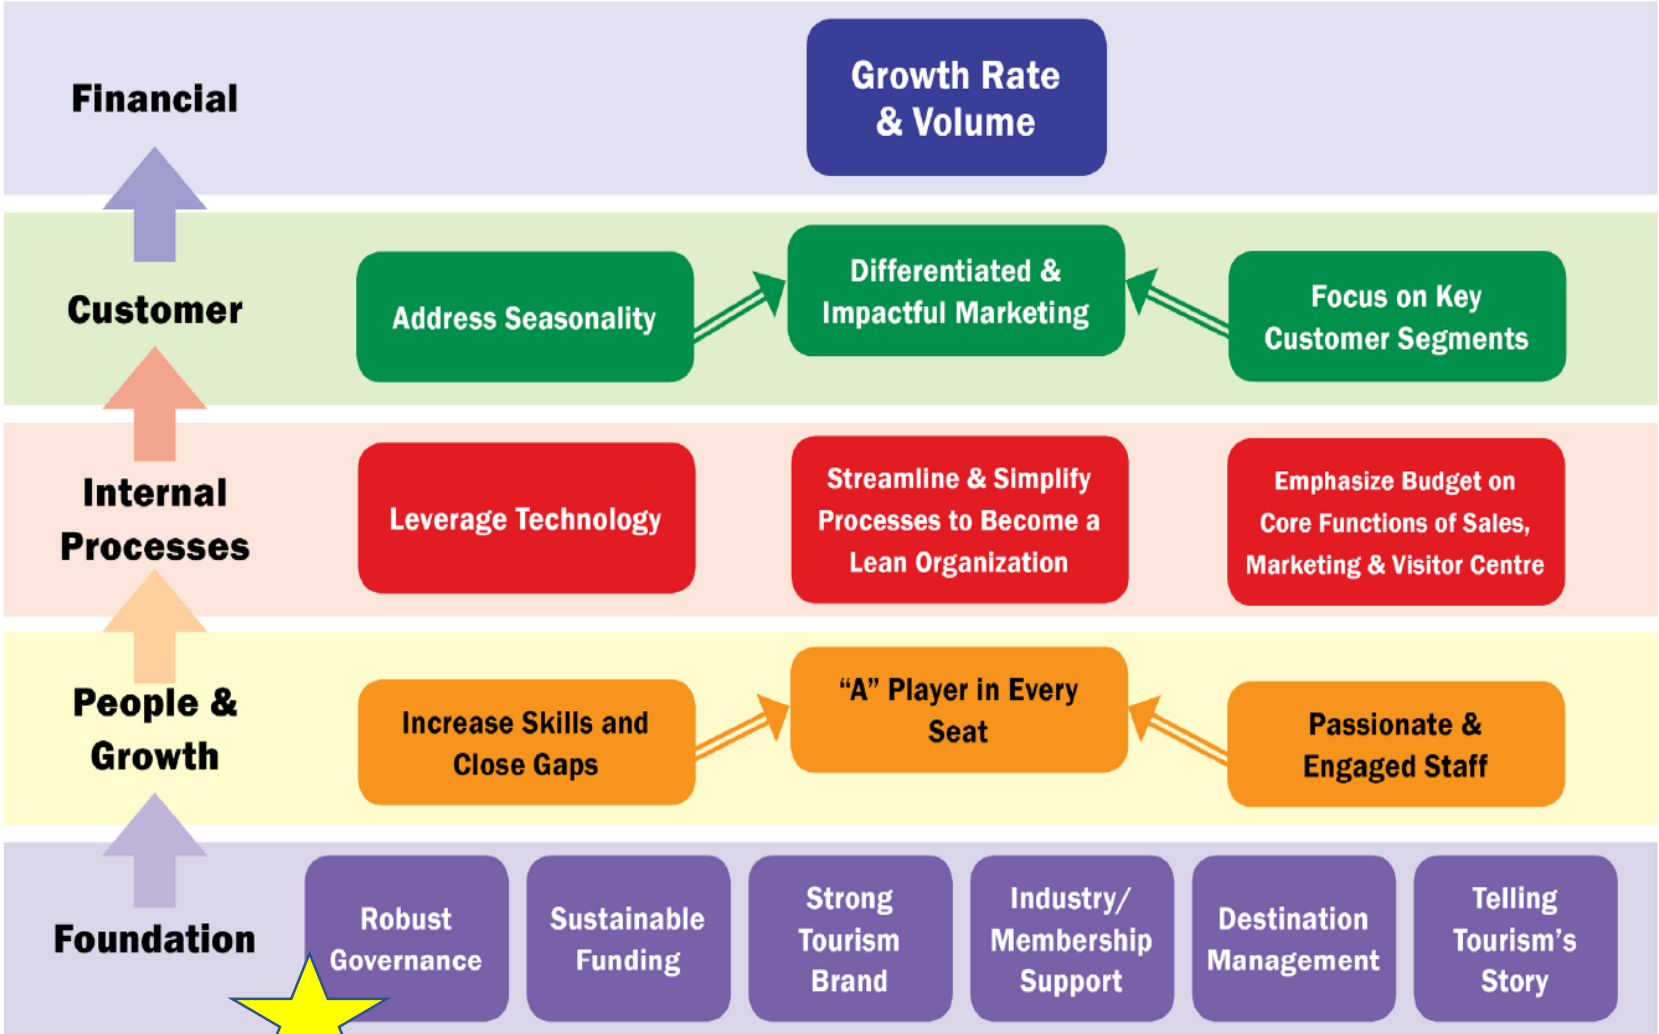 Financial
Growth Rate
& Volume
Customer
Address Seasonality
Differentiated &
Impactful Marketing
Focus on Key
Customer Segments
Internal
Processes
Leverage Technology
Streamline & Simplify
Processes to Become a
Lean Organization
Emphasize Budget on
Core Functions of Sales,
Marketing & Visitor Centre
People &
Growth
Increase Skills and
Close Gaps
“A” Player in Every
Seat
Passionate &
Engaged Staff
Foundation
Robust
Governance
Sustainable
Funding
Strong
Tourism
Brand
Industry/
Membership
Support
Destination
Management
Telling
Tourism’s
Story